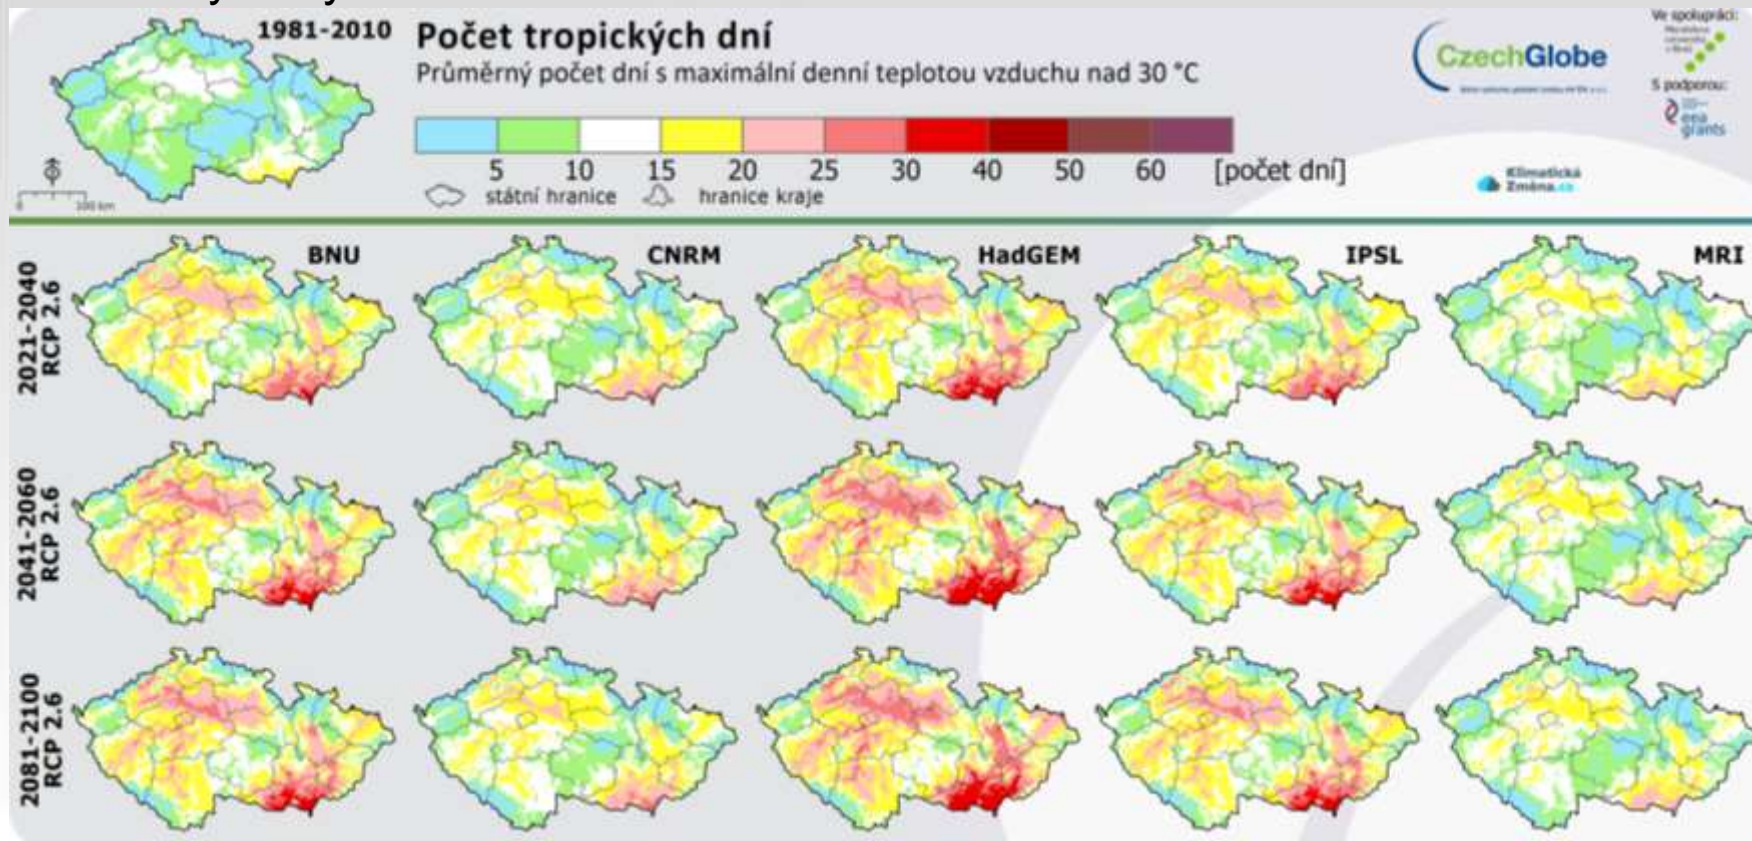 1981-2010
Počet tropických dní
Průměrný počet dní s maximální denní teplotou vzduchu nad 30 °C
5 10 15 20 25 30 40 50 60 [počet dní]
státní hranice hranice kraje
0 100 km
CzechGlobe
Ve spolupráci:
S podporou:
eea
grants
Klimatická
Změna.cz
BNU CNRM HadGEM IPSL MRI
2021-2040
RCP 2.6
2041-2060
RCP 2.6
2081-2100
RCP 2.6